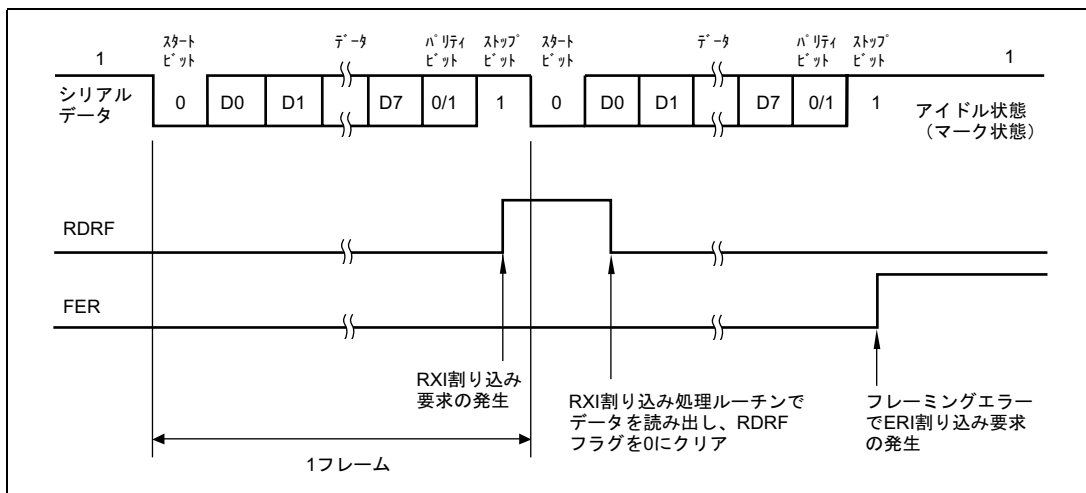 1
スタート
ビット
データ
パリティ
ビット
ストップ
ビット
スタート
ビット
データ
パリティ
ビット
ストップ
ビット
1
シリアル
データ
0
D0
D1
D7
0/1
1
0
D0
D1
D7
0/1
1
アイドル状態
(マーク状態)
RDRF
FER
RXI割り込み
要求の発生
RXI割り込み処理ルーチンで
データを読み出し、RDRF
フラグを0にクリア
フレーミングエラー
でERI割り込み要求
の発生
1フレーム